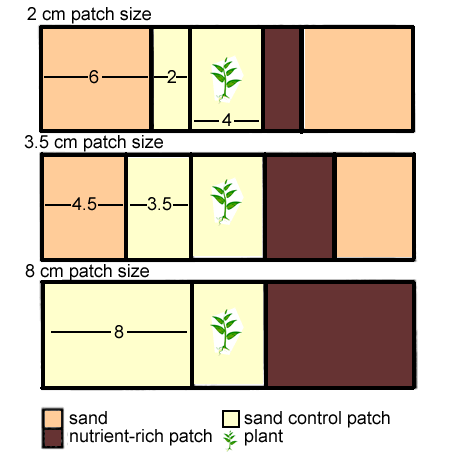 2 cm patch size
6
2
4
3.5 cm patch size
4.5
3.5
8 cm patch size
8
sand
sand control patch
nutrient-rich patch
plant